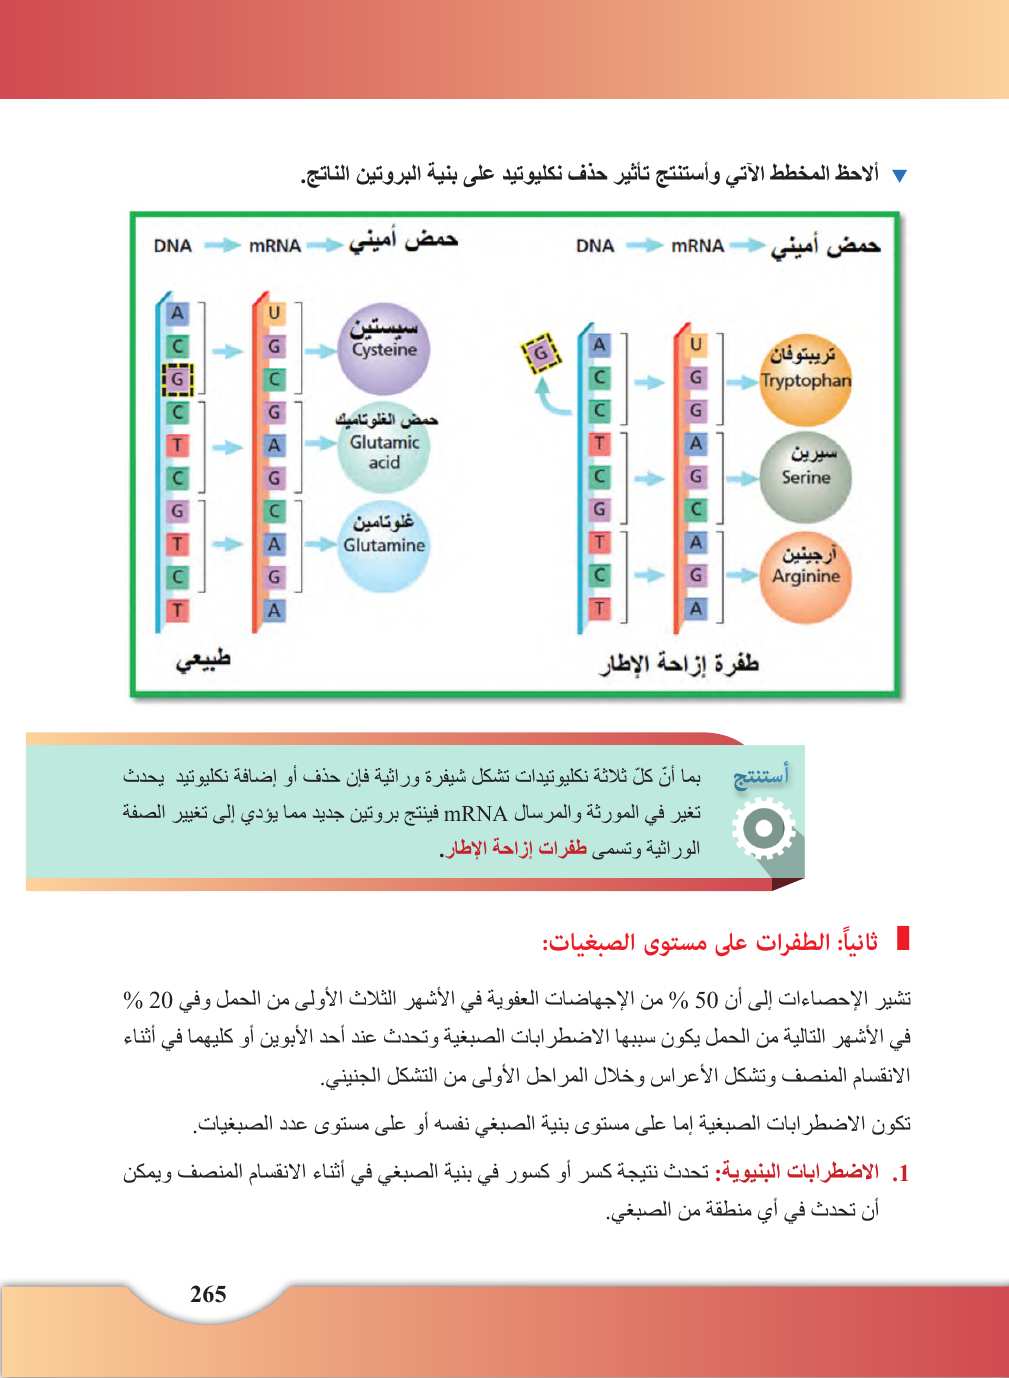 ألاحظ المخطط الآتي وأستنتج تأثير حذف نكليوتيد على بنية البروتين الناتج.
DNA mRNA حمض أميني
A U
C G
G C
سيستين
Cysteine
C G
T A
C G
حمض الغلوتاميك
Glutamic
acid
G C
T A
C G
غلوتامين
Glutamine
T A
طبيعي
DNA mRNA حمض أميني
G
A U
C G
C G
تريبتوفان
Tryptophan
T A
C G
G C
سيرين
Serine
T A
C G
T A
آرجينين
Arginine
طفرة إزاحة الإطار
أستنتج
بما أنّ كلّ ثلاثة نكليوتيدات تشكل شيفرة وراثية فإن حذف أو إضافة نكليوتيد يحدث
تغير في المورثة والمرسال mRNA فينتج بروتين جديد مما يؤدي إلى تغيير الصفة
الوراثية وتسمى طفرات إزاحة الإطار.
ثانياً: الطفرات على مستوى الصبغيات:
تشير الإحصاءات إلى أن 50 % من الإجهاضات العفوية في الأشهر الثلاث الأولى من الحمل وفي 20 %
في الأشهر التالية من الحمل يكون سببها الاضطرابات الصبغية وتحدث عند أحد الأبوين أو كليهما في أثناء
الانقسام المنصف وتشكل الأعراس وخلال المراحل الأولى من التشكل الجنيني.
تكون الاضطرابات الصبغية إما على مستوى بنية الصبغي نفسه أو على مستوى عدد الصبغيات.
1. الاضطرابات البنيوية: تحدث نتيجة كسر أو كسور في بنية الصبغي في أثناء الانقسام المنصف ويمكن
أن تحدث في أي منطقة من الصبغي.
265